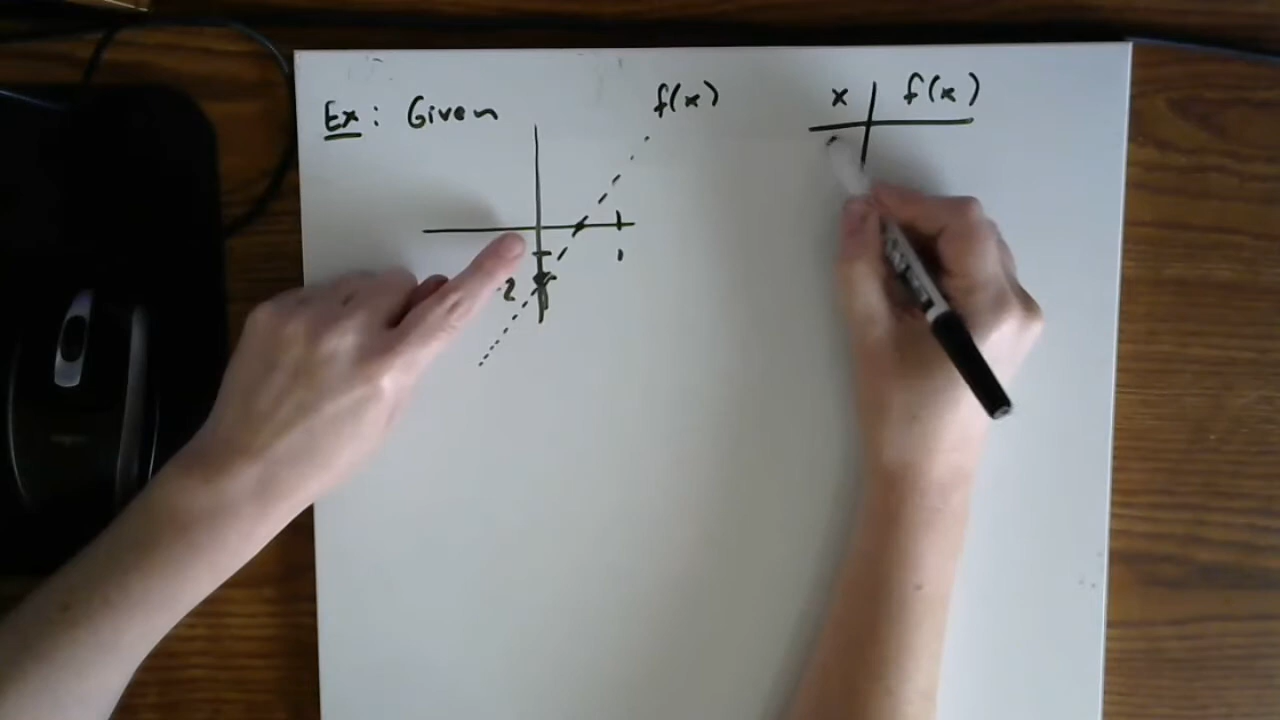 Ex: Given
f(x)
x f(x)
1
-2